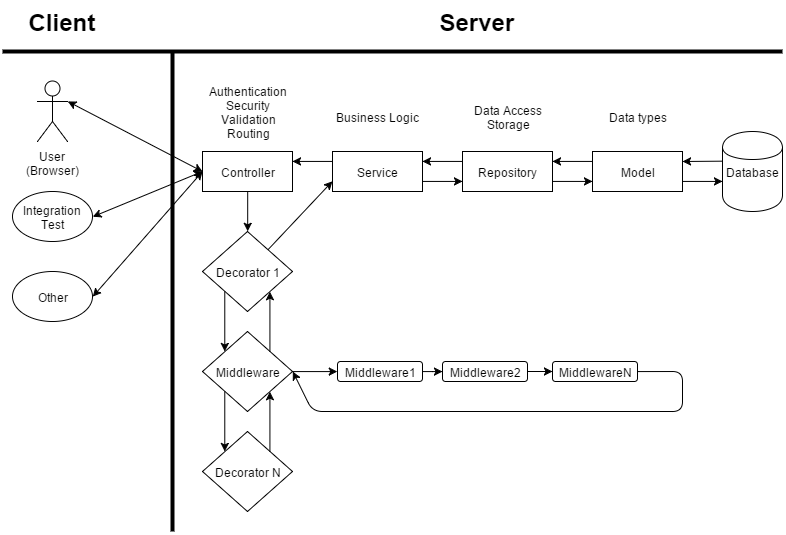 Client
Server
Authentication
Security
Validation
Routing
Business Logic
Data Access
Storage
Data types
User
(Browser)
Controller
Service
Repository
Model
Database
Integration
Test
Decorator 1
Other
Middleware
Middleware1
Middleware2
MiddlewareN
Decorator N